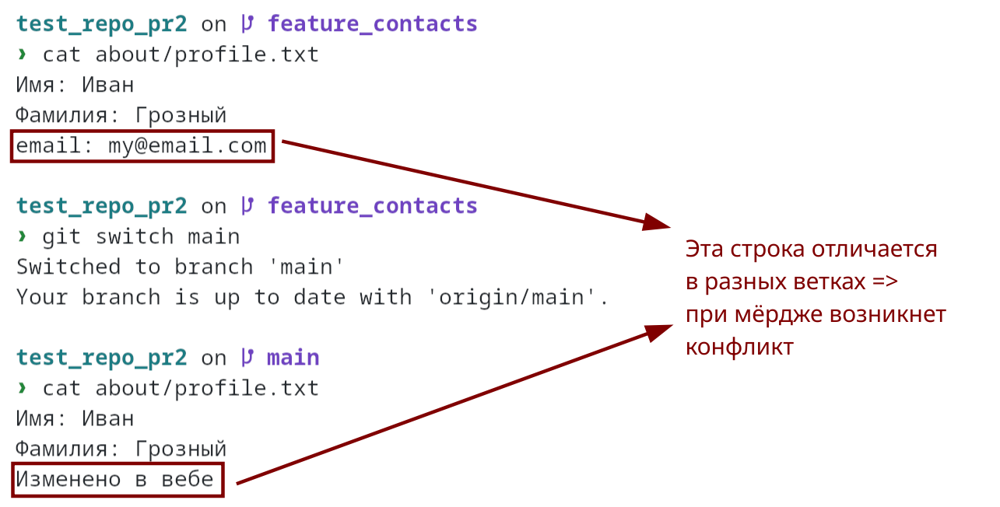 test_repo_pr2 on feature_contacts
› cat about/profile.txt
Имя: Иван
Фамилия: Грозный
email: my@email.com
test_repo_pr2 on feature_contacts
› git switch main
Switched to branch 'main'
Your branch is up to date with 'origin/main'.
Эта строка отличается
в разных ветках =>
при мёрдже возникнет
конфликт
test_repo_pr2 on main
› cat about/profile.txt
Имя: Иван
Фамилия: Грозный
Изменено в вебе